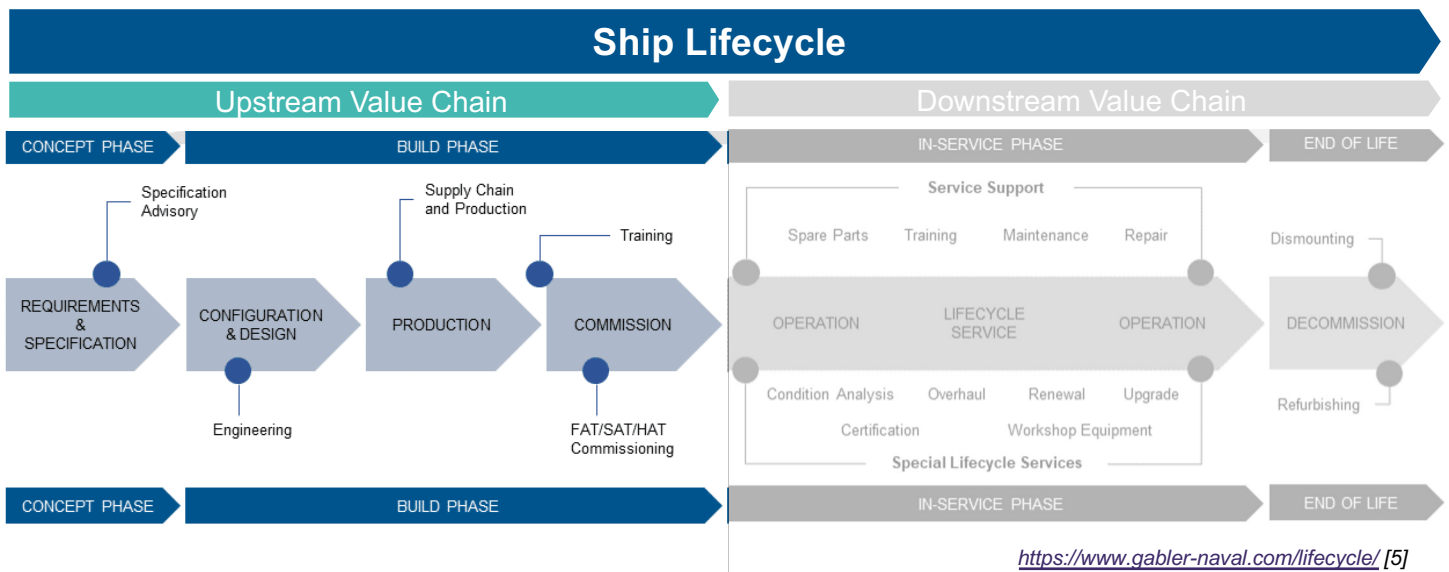 Ship Lifecycle
Upstream Value Chain
Downstream Value Chain
CONCEPT PHASE
BUILD PHASE
IN-SERVICE PHASE
END OF LIFE
Specification
Advisory
Supply Chain
and Production
Training
Service Support
Spare Parts
Training
Maintenance
Repair
Dismounting
REQUIREMENTS
&
SPECIFICATION
CONFIGURATION
& DESIGN
PRODUCTION
COMMISSION
OPERATION
LIFECYCLE
SERVICE
OPERATION
DECOMMISSION
Engineering
FAT/SAT/HAT
Commissioning
Condition Analysis
Overhaul
Renewal
Upgrade
Certification
Workshop Equipment
Special Lifecycle Services
Refurbishing
CONCEPT PHASE
BUILD PHASE
IN-SERVICE PHASE
END OF LIFE
https://www.gabler-naval.com/lifecycle/ [5]